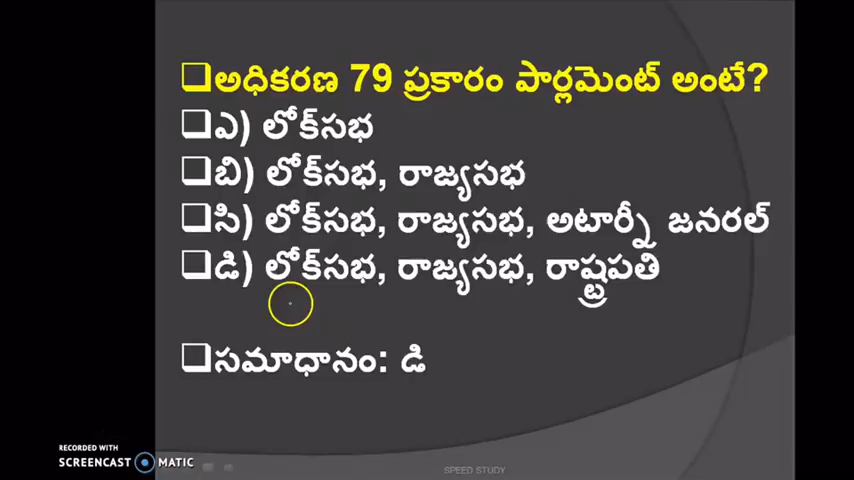 అధికరణ 79 ప్రకారం పార్లమెంట్ అంటే?
ఎ) లోక్‌సభ
బి) లోక్‌సభ, రాజ్యసభ
సి) లోక్‌సభ, రాజ్యసభ, అటార్నీ జనరల్
డి) లోక్‌సభ, రాజ్యసభ, రాష్ట్రపతి
సమాధానం: డి
RECORDED WITH
SCREENCAST MATIC
SPEED STUDY